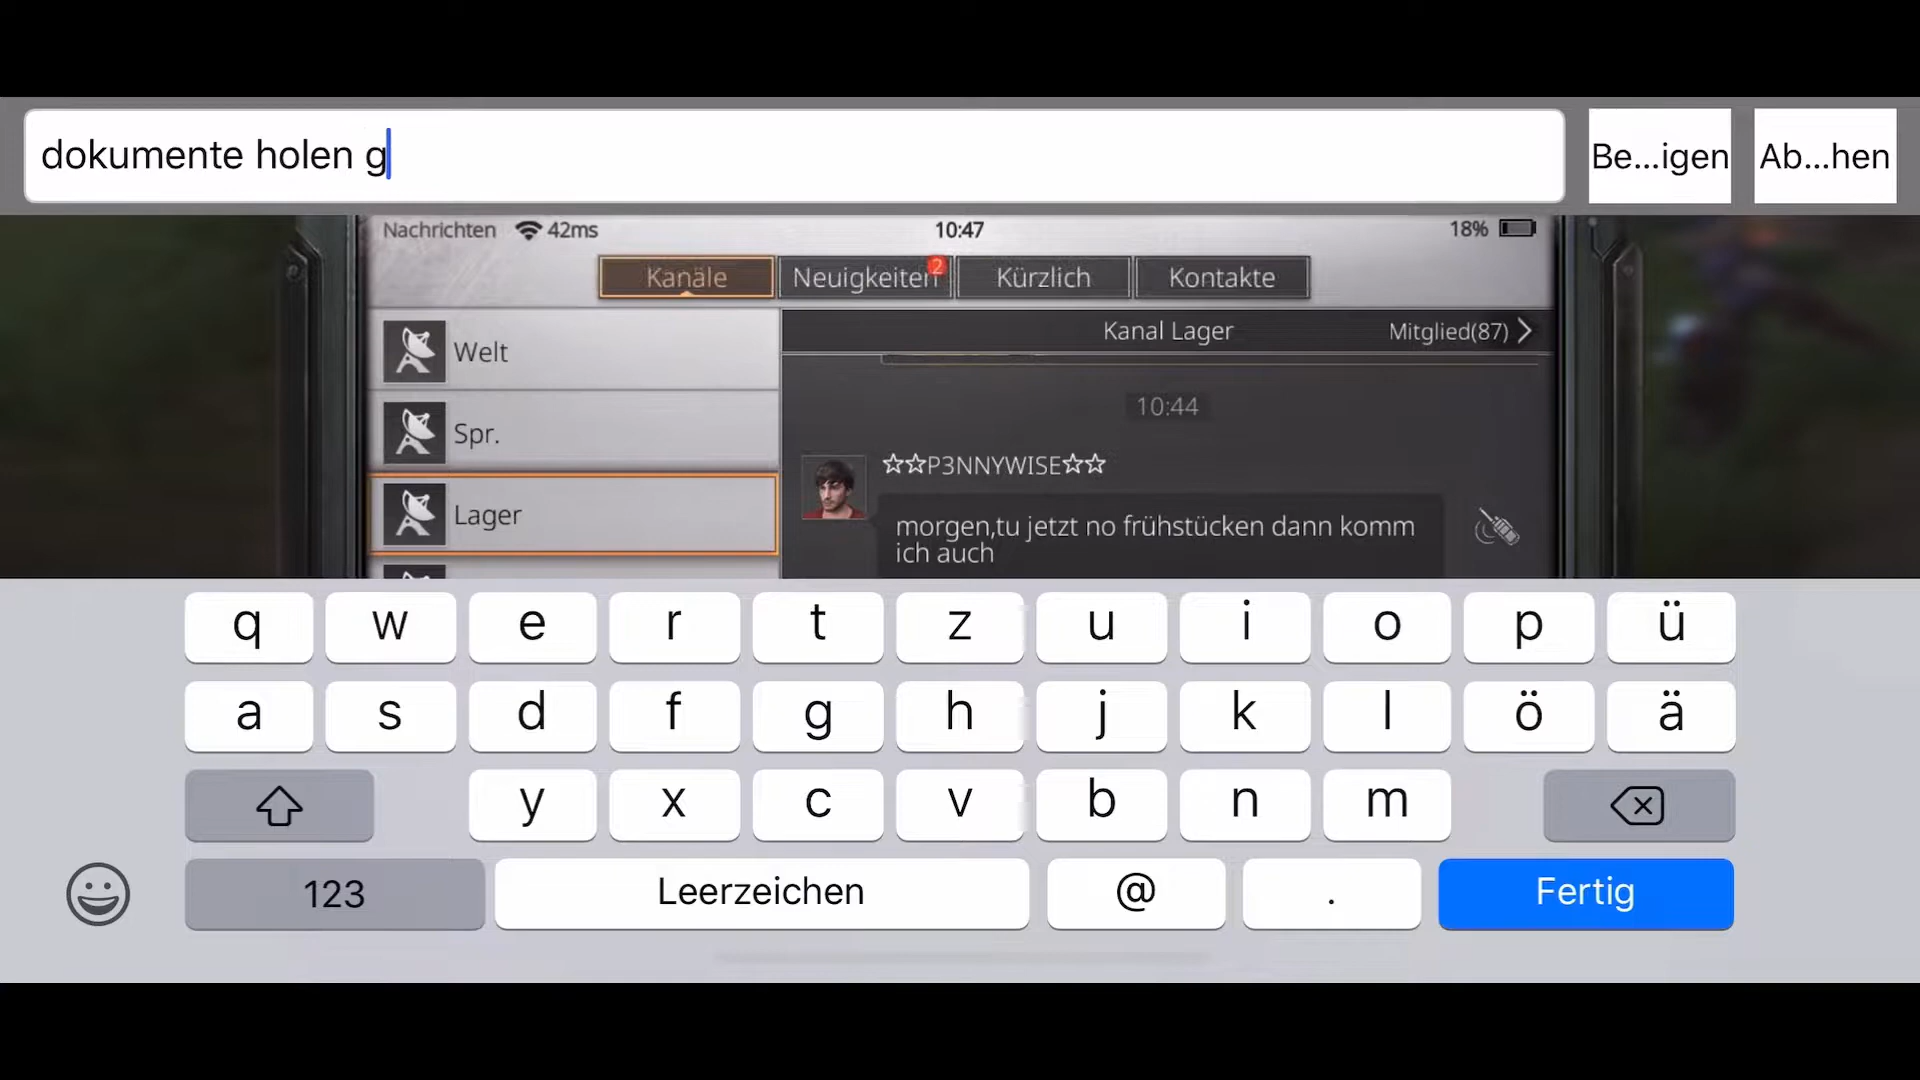 dokumente holen g
Be...igen
Ab...hen
Nachrichten 42ms
10:47
18%
Kanäle
Neuigkeiten
2
Kürzlich
Kontakte
Welt
Spr.
Lager
Kanal Lager
Mitglied(87)
10:44
☆☆P3NNYWISE☆☆
morgen,tu jetzt no frühstücken dann komm
ich auch
q w e r t z u i o p ü
a s d f g h j k l ö ä
y x c v b n m
123 Leerzeichen @ . Fertig